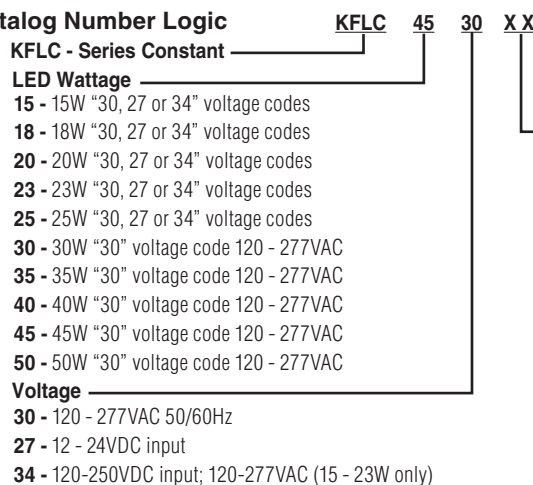 talog Number Logic KFLC 45 30 X X
KFLC - Series Constant
LED Wattage
15 - 15W “30, 27 or 34” voltage codes
18 - 18W “30, 27 or 34” voltage codes
20 - 20W “30, 27 or 34” voltage codes
23 - 23W “30, 27 or 34” voltage codes
25 - 25W “30, 27 or 34” voltage codes
30 - 30W “30” voltage code 120 - 277VAC
35 - 35W “30” voltage code 120 - 277VAC
40 - 40W “30” voltage code 120 - 277VAC
45 - 45W “30” voltage code 120 - 277VAC
50 - 50W “30” voltage code 120 - 277VAC
Voltage
30 - 120 - 277VAC 50/60Hz
27 - 12 - 24VDC input
34 - 120-250VDC input; 120-277VAC (15 - 23W only)